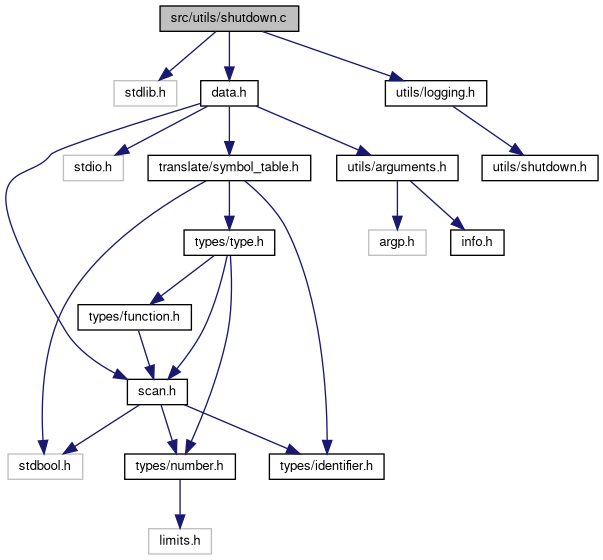 src/utils/shutdown.c
stdlib.h
data.h
utils/logging.h
stdio.h
translate/symbol_table.h
utils/arguments.h
utils/shutdown.h
types/type.h
argp.h
info.h
types/function.h
scan.h
stdbool.h
types/number.h
types/identifier.h
limits.h